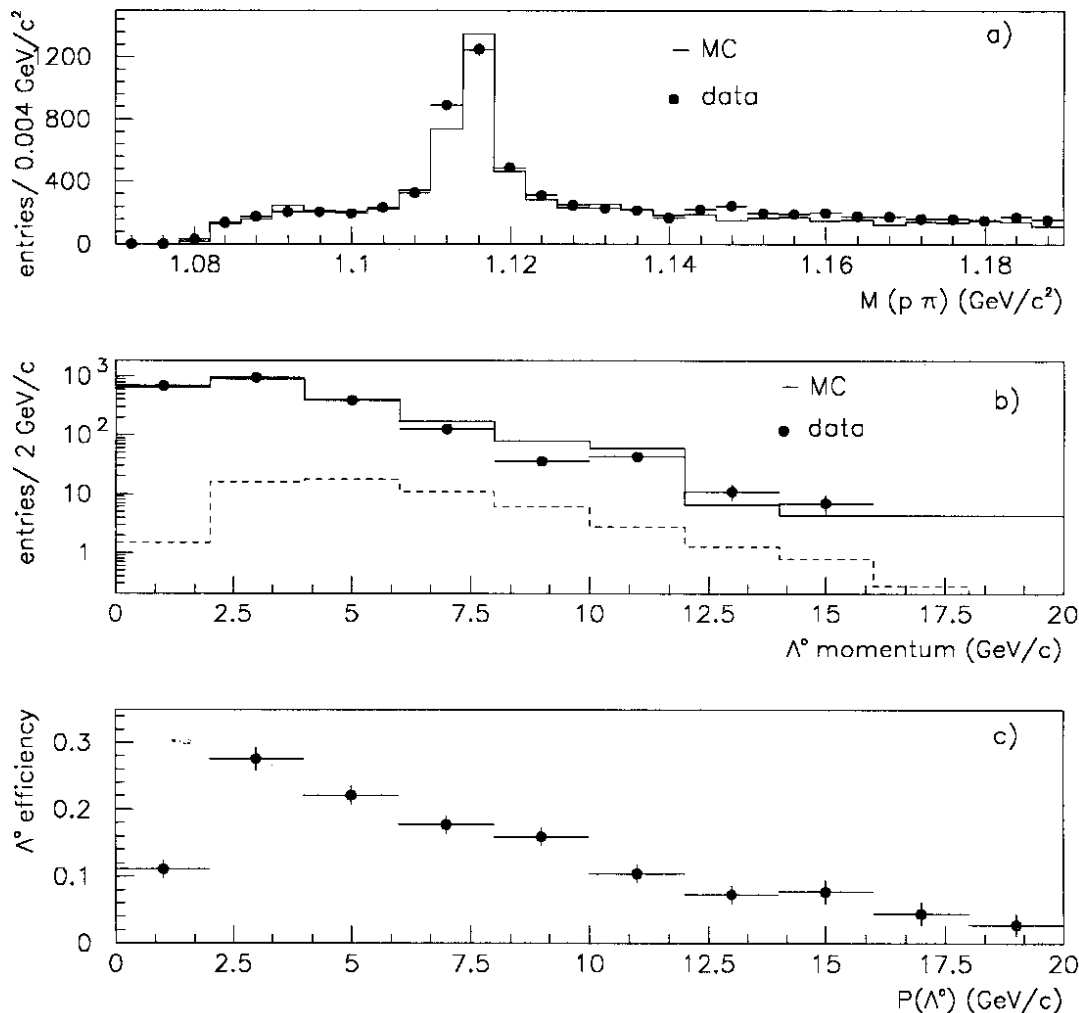 entries/ 0.004 GeV/c²
1200
800
400
0
a)
— MC
● data
1.08 1.1 1.12 1.14 1.16 1.18
M (p π) (GeV/c²)
entries/ 2 GeV/c
10³
10²
10
1
b)
— MC
● data
0 2.5 5 7.5 10 12.5 15 17.5 20
Λ° momentum (GeV/c)
Λ° efficiency
0.3
0.2
0.1
0
c)
0 2.5 5 7.5 10 12.5 15 17.5 20
P(Λ°) (GeV/c)